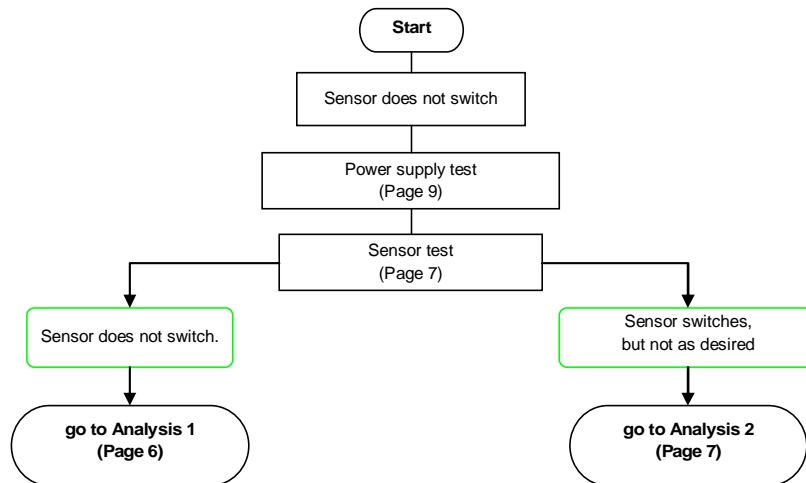 Start
Sensor does not switch
Power supply test
(Page 9)
Sensor test
(Page 7)
Sensor does not switch.
Sensor switches,
but not as desired
go to Analysis 1
(Page 6)
go to Analysis 2
(Page 7)